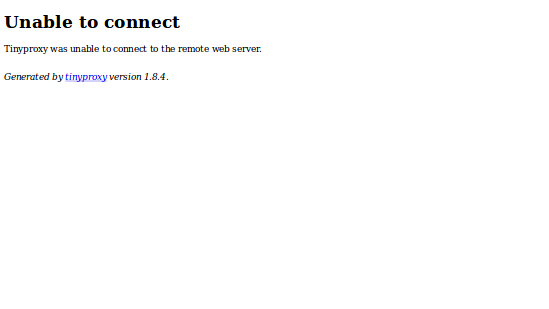 Unable to connect
Tinyproxy was unable to connect to the remote web server.
Generated by tinyproxy version 1.8.4.